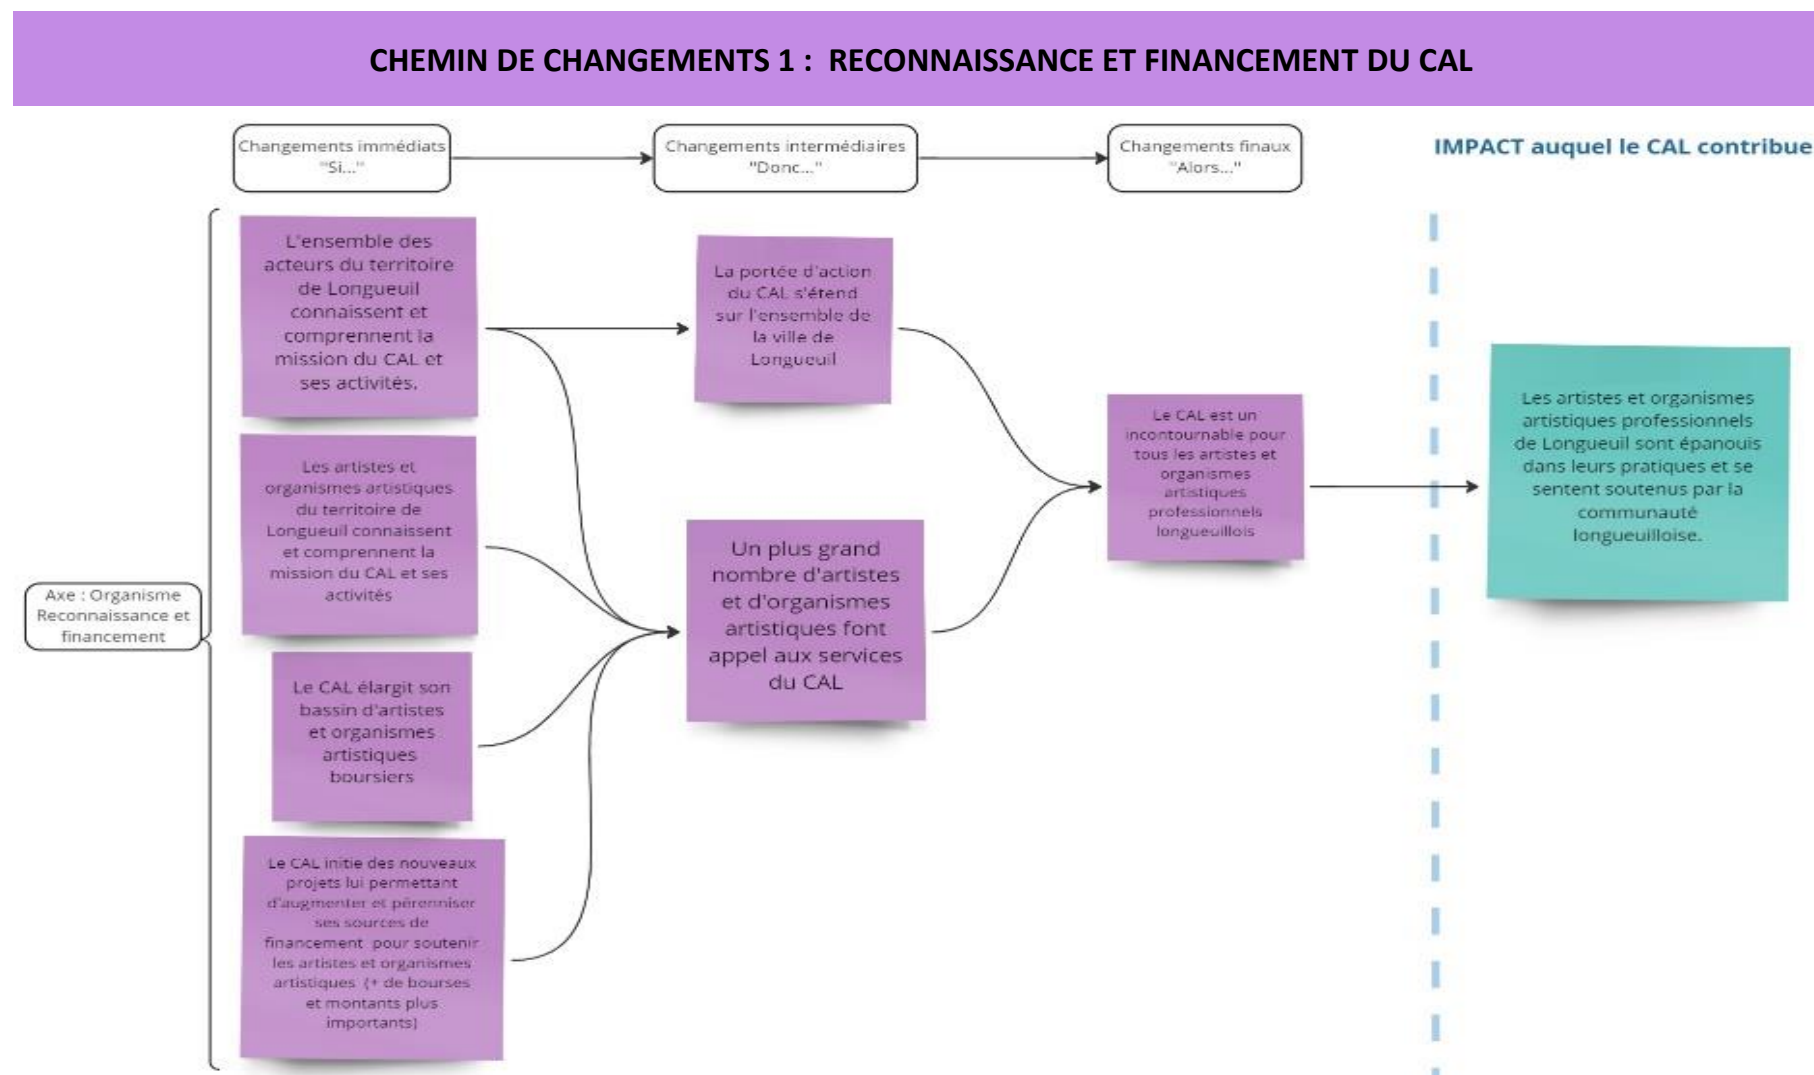 CHEMIN DE CHANGEMENTS 1 : RECONNAISSANCE ET FINANCEMENT DU CAL
Changements immédiats
"Si..."
Changements intermédiaires
"Donc..."
Changements finaux
"Alors..."
IMPACT auquel le CAL contribue
Axe : Organisme
Reconnaissance et
financement
L'ensemble des
acteurs du territoire
de Longueuil
connaissent et
comprennent la
mission du CAL et
ses activités.
Les artistes et
organismes artistiques
du territoire de
Longueuil connaissent
et comprennent la
mission du CAL et ses
activités
Le CAL élargit son
bassin d'artistes
et organismes
artistiques
boursiers
Le CAL initie des nouveaux
projets lui permettant
d'augmenter et pérenniser
ses sources de
financement pour soutenir
les artistes et organismes
artistiques (+ de bourses
et montants plus
importants)
La portée d'action
du CAL s'étend
sur l'ensemble de
la ville de
Longueuil
Un plus grand
nombre d'artistes
et d'organismes
artistiques font
appel aux services
du CAL
Le CAL est un
incontournable pour
tous les artistes et
organismes
artistiques
professionnels
longueuillois
Les artistes et organismes
artistiques professionnels
de Longueuil sont épanouis
dans leurs pratiques et se
sentent soutenus par la
communauté
longueuilloise.